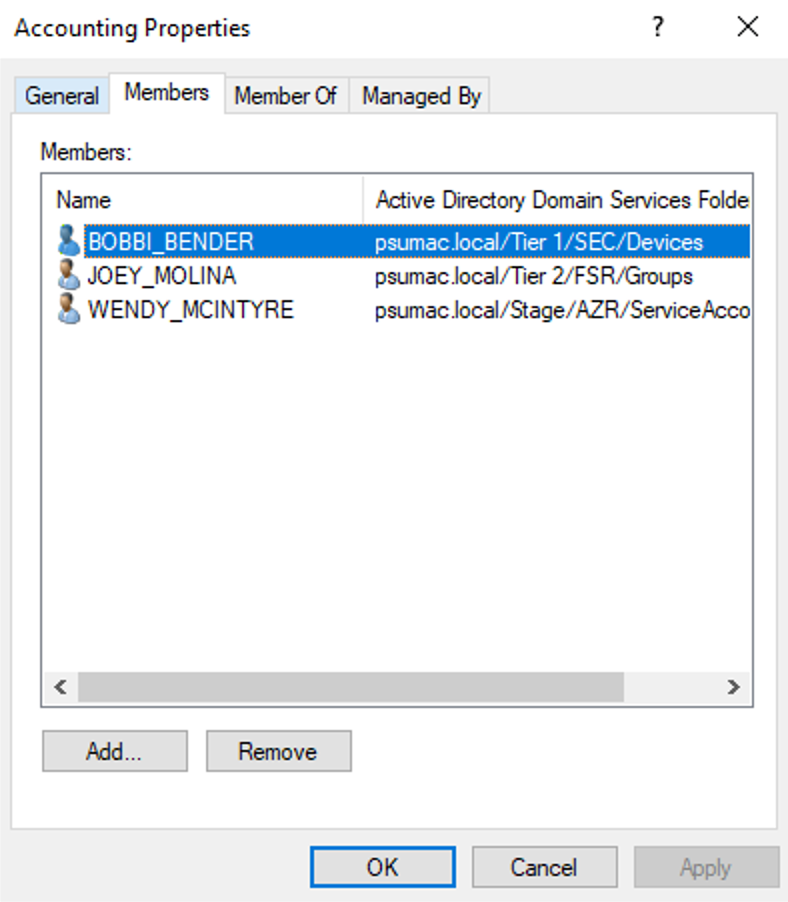 Accounting Properties ?
General Members Member Of Managed By
Members:
Name Active Directory Domain Services Folde
BOBBI_BENDER psumac.local/Tier 1/SEC/Devices
JOEY_MOLINA psumac.local/Tier 2/FSR/Groups
WENDY_MCINTYRE psumac.local/Stage/AZR/ServiceAcco
Add... Remove
OK Cancel Apply